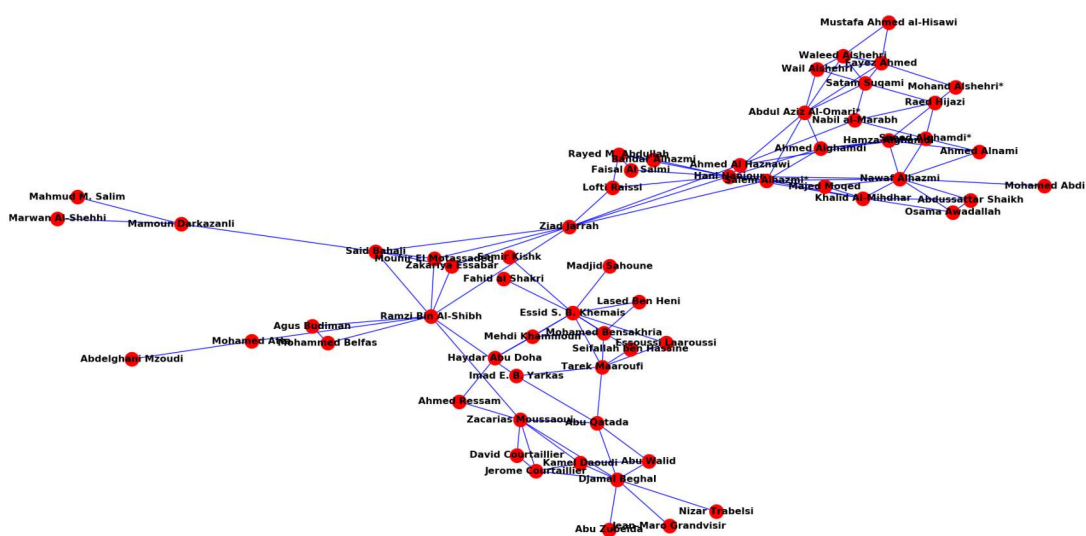 Mustafa Ahmed al-Hisawi
Waleed Alshehri
Fayez Ahmed
Wail Alshehri
Satam Suqami
Mohand Alshehri*
Raed Hijazi
Abdul Aziz Al-Omari*
Nabil al-Marabh
Hamza Alghamdi
Saeed Alghamdi*
Ahmed Alghamdi
Ahmed Alnami
Rayed M. Abdullah
Bandar Alhazmi
Faisal Al Salmi
Ahmed Al Haznawi
Hani Hanjour
Salem Alhazmi*
Nawaf Alhazmi
Lofti Raissi
Majed Moqed
Mohamed Abdi
Khalid Al-Mihdhar
Abdussattar Shaikh
Osama Awadallah
Mahmud M. Salim
Marwan Al-Shehhi
Mamoun Darkazanli
Ziad Jarrah
Said Bahaji
Mounir El Motassadeq
Zakariya Essabar
Samir Kishk
Madjid Sahoune
Fahid al Shakri
Lased Ben Heni
Ramzi Bin Al-Shibh
Essid S. B. Khemais
Agus Budiman
Mehdi Khammoun
Mohamed Bensakhria
Mohamed Atta
Mohammed Belfas
Essoussi Laaroussi
Seifallah ben Hassine
Abdelghani Mzoudi
Haydar Abu Doha
Tarek Maaroufi
Imad E. B. Yarkas
Ahmed Ressam
Zacarias Moussaoui
Abu Qatada
David Courtaillier
Kamel Daoudi
Abu Walid
Jerome Courtaillier
Djamal Beghal
Nizar Trabelsi
Abu Zubeida
Jean-Marc Grandvisir